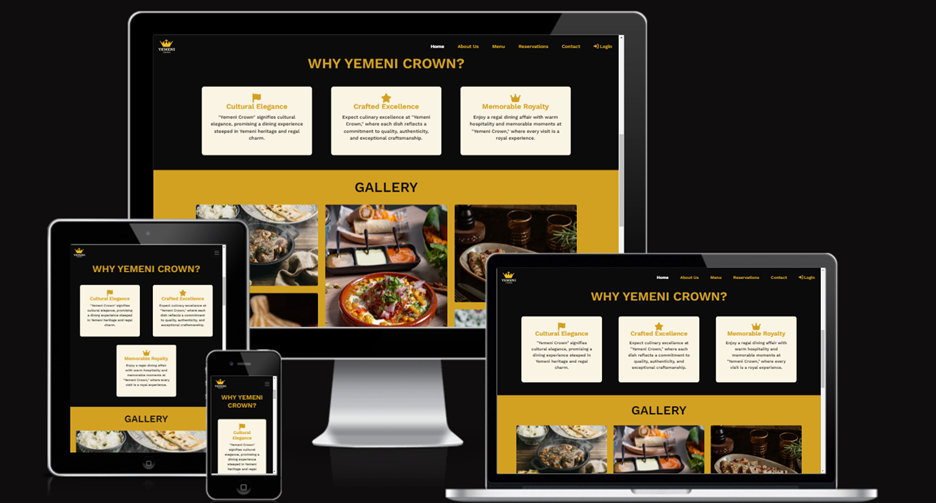 YEMENI
Home About Us Menu Reservations Contact Login
WHY YEMENI CROWN?
Cultural Elegance
"Yemeni Crown" signifies cultural
elegance, promising a dining experience
steeped in Yemeni heritage and regal
charm.
Crafted Excellence
Expect culinary excellence at "Yemeni
Crown," where each dish reflects a
commitment to quality, authenticity,
and exceptional craftsmanship.
Memorable Royalty
Enjoy a regal dining affair with warm
hospitality and memorable moments at
"Yemeni Crown," where every visit is a
royal experience.
GALLERY
WHY YEMENI CROWN?
Cultural Elegance
"Yemeni Crown" signifies
cultural elegance, promising a
dining experience steeped
in Yemeni heritage and regal
charm.
Crafted Excellence
Expect culinary excellence at
"Yemeni Crown," where each
dish reflects a commitment
to quality, authenticity, and
exceptional craftsmanship.
Memorable Royalty
Enjoy a regal dining affair
with warm hospitality and
memorable moments at
"Yemeni Crown," where every
visit is a royal experience.
GALLERY
WHY YEMENI
CROWN?
Cultural
Elegance
"Yemeni Crown"
signifies cultural
elegance,
promising a dining
experience
steeped in Yemeni
heritage and regal
Home About Us Menu Reservations Contact Login
WHY YEMENI CROWN?
Cultural Elegance
"Yemeni Crown" signifies
cultural elegance, promising a
dining experience steeped in
Yemeni heritage and regal
charm.
Crafted Excellence
Expect culinary excellence at
"Yemeni Crown," where each
dish reflects a commitment to
quality, authenticity, and
exceptional craftsmanship.
Memorable Royalty
Enjoy a regal dining affair with
warm hospitality and
memorable moments at
"Yemeni Crown," where every
visit is a royal experience.
GALLERY